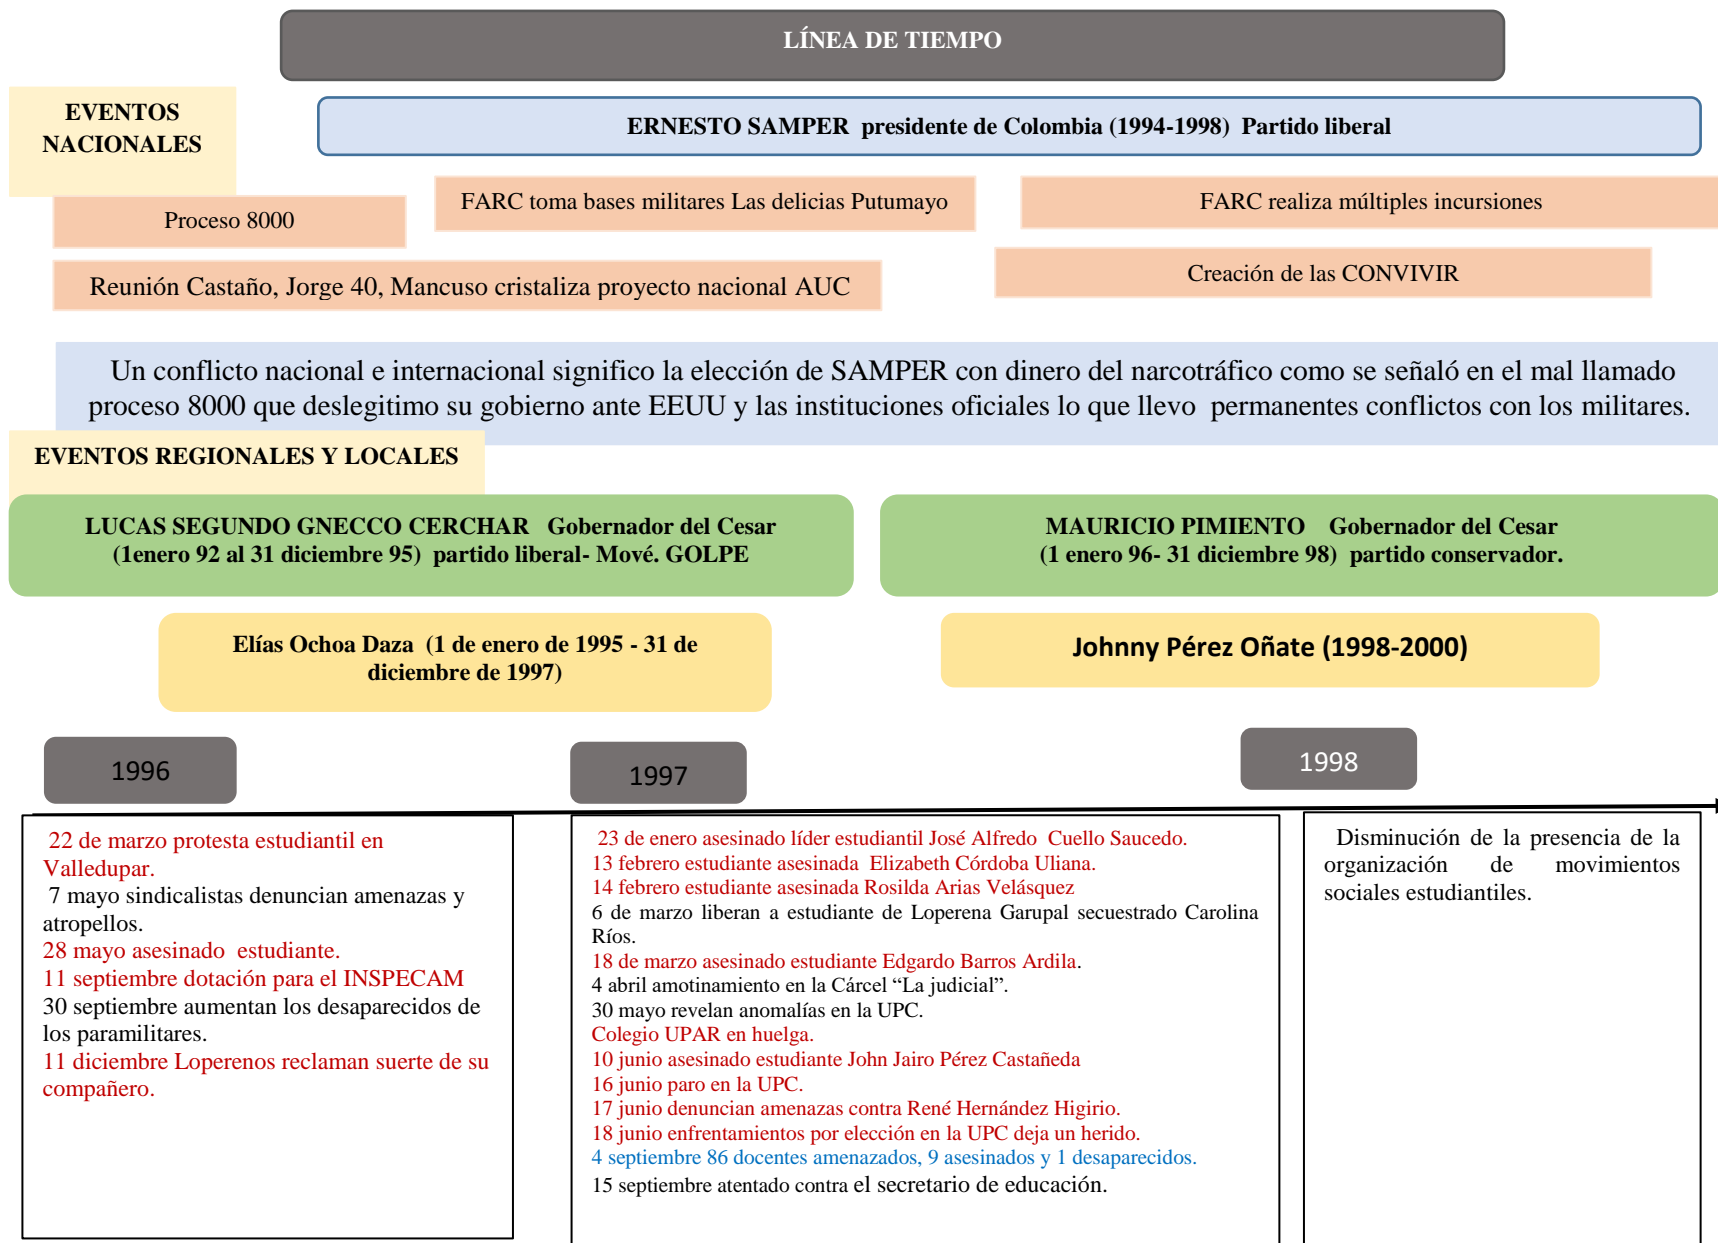 LÍNEA DE TIEMPO
EVENTOS
NACIONALES
ERNESTO SAMPER presidente de Colombia (1994-1998) Partido liberal
Proceso 8000
FARC toma bases militares Las delicias Putumayo
FARC realiza múltiples incursiones
Reunión Castaño, Jorge 40, Mancuso cristaliza proyecto nacional AUC
Creación de las CONVIVIR
Un conflicto nacional e internacional significo la elección de SAMPER con dinero del narcotráfico como se señaló en el mal llamado
proceso 8000 que deslegitimo su gobierno ante EEUU y las instituciones oficiales lo que llevo permanentes conflictos con los militares.
EVENTOS REGIONALES Y LOCALES
LUCAS SEGUNDO GNECCO CERCHAR Gobernador del Cesar
(1enero 92 al 31 diciembre 95) partido liberal- Mové. GOLPE
MAURICIO PIMIENTO Gobernador del Cesar
(1 enero 96- 31 diciembre 98) partido conservador.
Elías Ochoa Daza (1 de enero de 1995 - 31 de
diciembre de 1997)
Johnny Pérez Oñate (1998-2000)
1996
1997
1998
22 de marzo protesta estudiantil en
Valledupar.
7 mayo sindicalistas denuncian amenazas y
atropellos.
28 mayo asesinado estudiante.
11 septiembre dotación para el INSPECAM
30 septiembre aumentan los desaparecidos de
los paramilitares.
11 diciembre Loperenos reclaman suerte de su
compañero.
23 de enero asesinado líder estudiantil José Alfredo Cuello Saucedo.
13 febrero estudiante asesinada Elizabeth Córdoba Uliana.
14 febrero estudiante asesinada Rosilda Arias Velásquez
6 de marzo liberan a estudiante de Loperena Garupal secuestrado Carolina
Ríos.
18 de marzo asesinado estudiante Edgardo Barros Ardila.
4 abril amotinamiento en la Cárcel “La judicial”.
30 mayo revelan anomalías en la UPC.
Colegio UPAR en huelga.
10 junio asesinado estudiante John Jairo Pérez Castañeda
16 junio paro en la UPC.
17 junio denuncian amenazas contra René Hernández Higirio.
18 junio enfrentamientos por elección en la UPC deja un herido.
4 septiembre 86 docentes amenazados, 9 asesinados y 1 desaparecidos.
15 septiembre atentado contra el secretario de educación.
Disminución de la presencia de la
organización de movimientos
sociales estudiantiles.